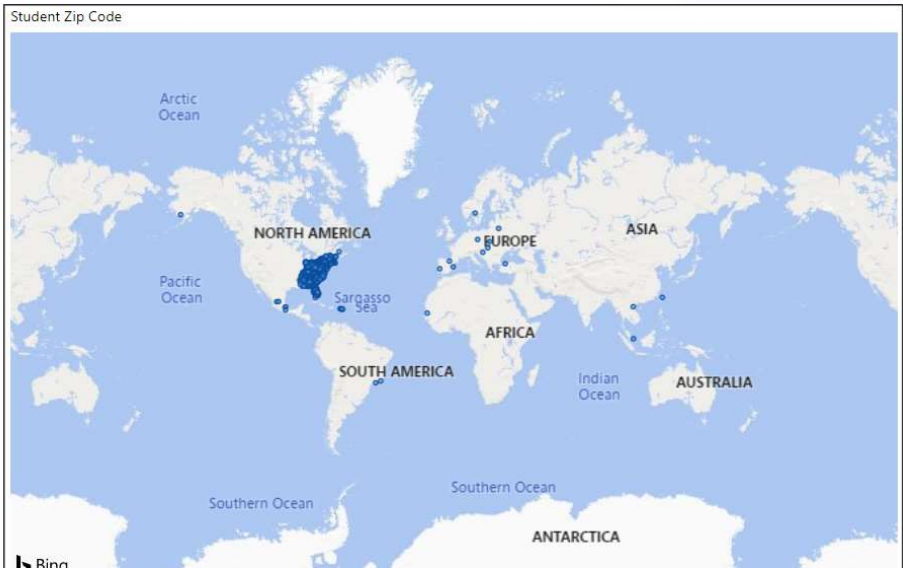 Student Zip Code
Arctic
Ocean
NORTH AMERICA
EUROPE
ASIA
Pacific
Ocean
Sargasso
Sea
AFRICA
SOUTH AMERICA
Indian
Ocean
AUSTRALIA
Southern Ocean
Southern Ocean
ANTARCTICA
Bing